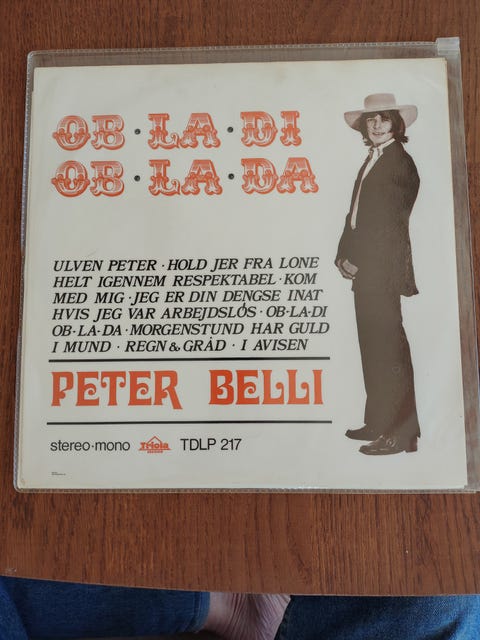 OB·LA·DI
OB·LA·DA
ULVEN PETER · HOLD JER FRA LONE
HELT IGENNEM RESPEKTABEL · KOM
MED MIG · JEG ER DIN DENGSE INAT
HVIS JEG VAR ARBEJDSLØS · OB-LA-DI
OB-LA-DA · MORGENSTUND HAR GULD
I MUND · REGN & GRÅD · I AVISEN
PETER BELLI
stereo·mono Triola TDLP 217